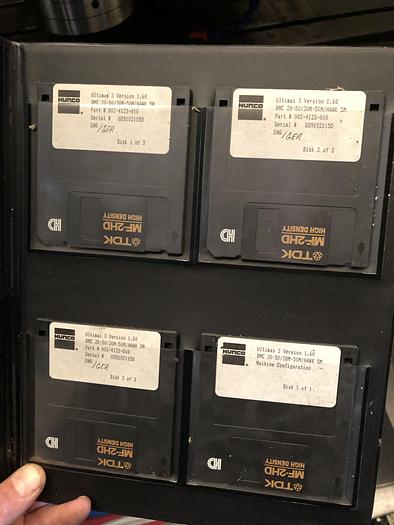 HURCO
Ultimax 3 Version 1.60
BMC 20-50/30M-50M/HAWK 5M
Part # 002-4123-010
Serial # U391021150
ENG /GER
Disk 1 of 3
HD
TDK
MF-2HD
HIGH DENSITY
HURCO
Ultimax 3 Version 1.60
BMC 20-50/30M-50M/HAWK 5M
Part # 002-4123-010
Serial # U391021150
ENG /GER
Disk 2 of 3
HD
TDK
MF-2HD
HIGH DENSITY
HURCO
Ultimax 3 Version 1.60
BMC 20-50/30M-50M/HAWK 5M
Part # 002-4123-010
Serial # U391021150
ENG /GER
Disk 3 of 3
HD
TDK
MF-2HD
HIGH DENSITY
HURCO
Ultimax 3 Version 1.60
BMC 20-50/30M-50M/HAWK 5M
Machine Configuration
Disk 1 of 1
HD
TDK
MF-2HD
HIGH DENSITY